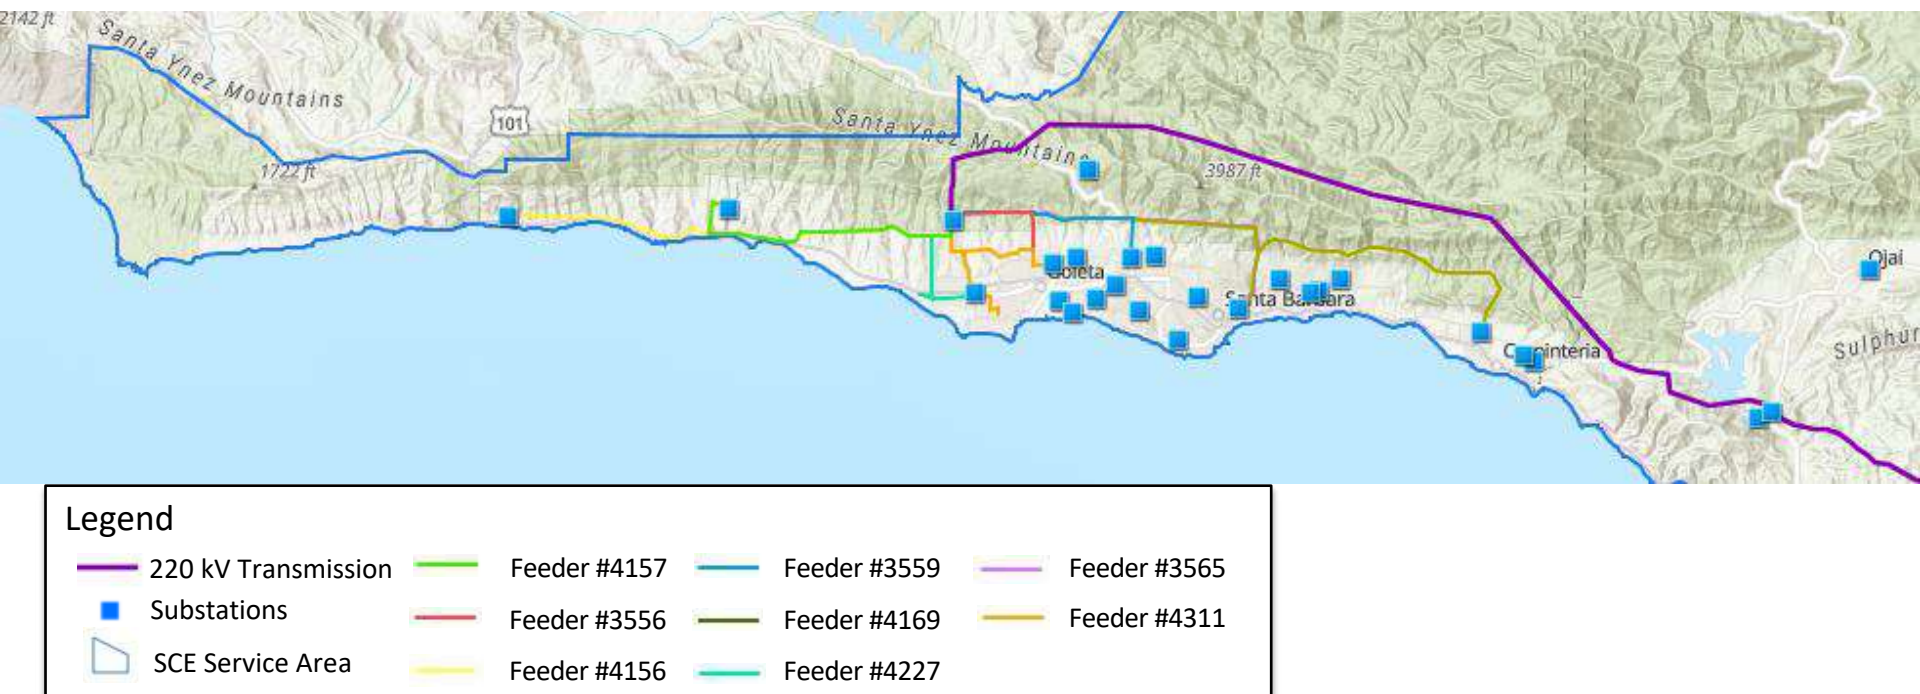 2142 ft
Santa Ynez Mountains
101
1722 ft
Santa Ynez Mountains
3987 ft
Goleta
Santa Barbara
Carpinteria
Ojai
Sulphur
Legend
220 kV Transmission
Feeder #4157
Feeder #3559
Feeder #3565
Substations
Feeder #3556
Feeder #4169
Feeder #4311
SCE Service Area
Feeder #4156
Feeder #4227